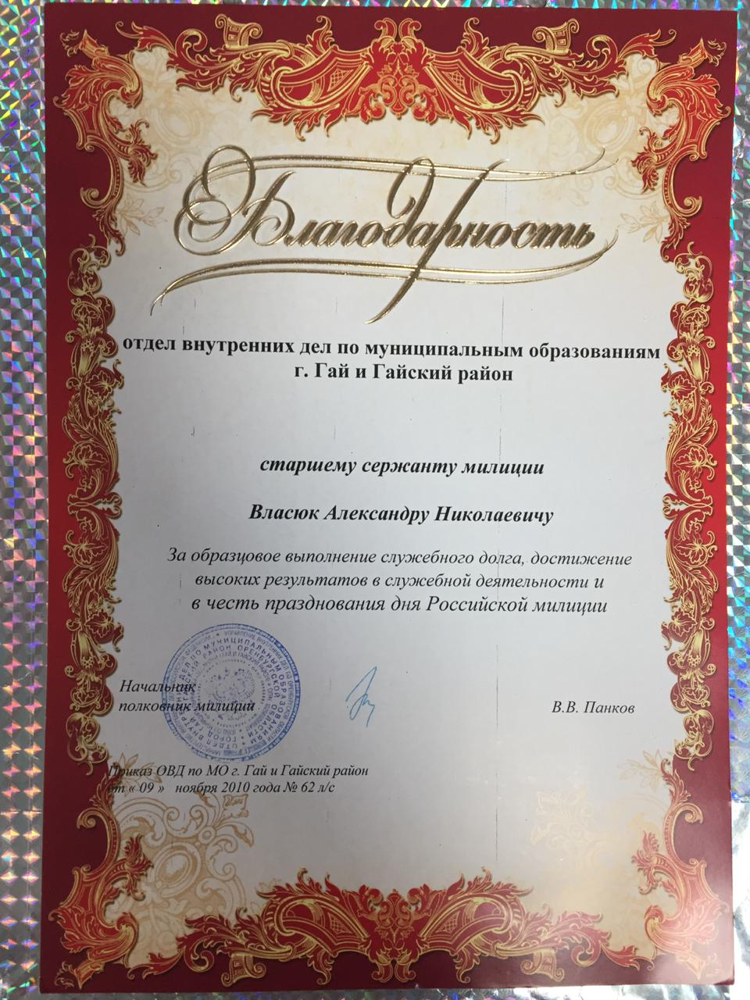 Благодарность
отдел внутренних дел по муниципальным образованиям
г. Гай и Гайский район
старшему сержанту милиции
Власюк Александру Николаевичу
За образцовое выполнение служебного долга, достижение
высоких результатов в служебной деятельности и
в честь празднования дня Российской милиции
Начальник
полковник милиции
В.В. Панков
Приказ ОВД по МО г. Гай и Гайский район
от « 09 » ноября 2010 года № 62 л/с